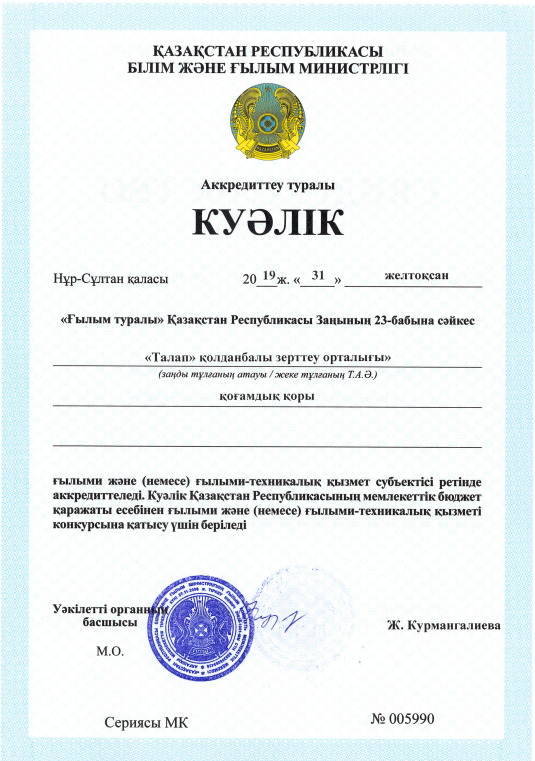 ҚАЗАҚСТАН РЕСПУБЛИКАСЫ
БІЛІМ ЖӘНЕ ҒЫЛЫМ МИНИСТРЛІГІ
Аккредиттеу туралы
КУӘЛІК
Нұр-Сұлтан қаласы 20 19 ж. « 31 » желтоқсан
«Ғылым туралы» Қазақстан Республикасы Заңының 23-бабына сәйкес
«Талап» қолданбалы зерттеу орталығы»
(заңды тұлғаның атауы / жеке тұлғаның Т.А.Ә.)
қоғамдық қоры
ғылыми және (немесе) ғылыми-техникалық қызмет субъектісі ретінде
аккредиттеледі. Куәлік Қазақстан Республикасының мемлекеттік бюджет
қаражаты есебінен ғылыми және (немесе) ғылыми-техникалық қызметі
конкурсына қатысу үшін беріледі
Уәкілетті органның
басшысы
Ж. Курмангалиева
М.О.
Сериясы МК
№ 005990